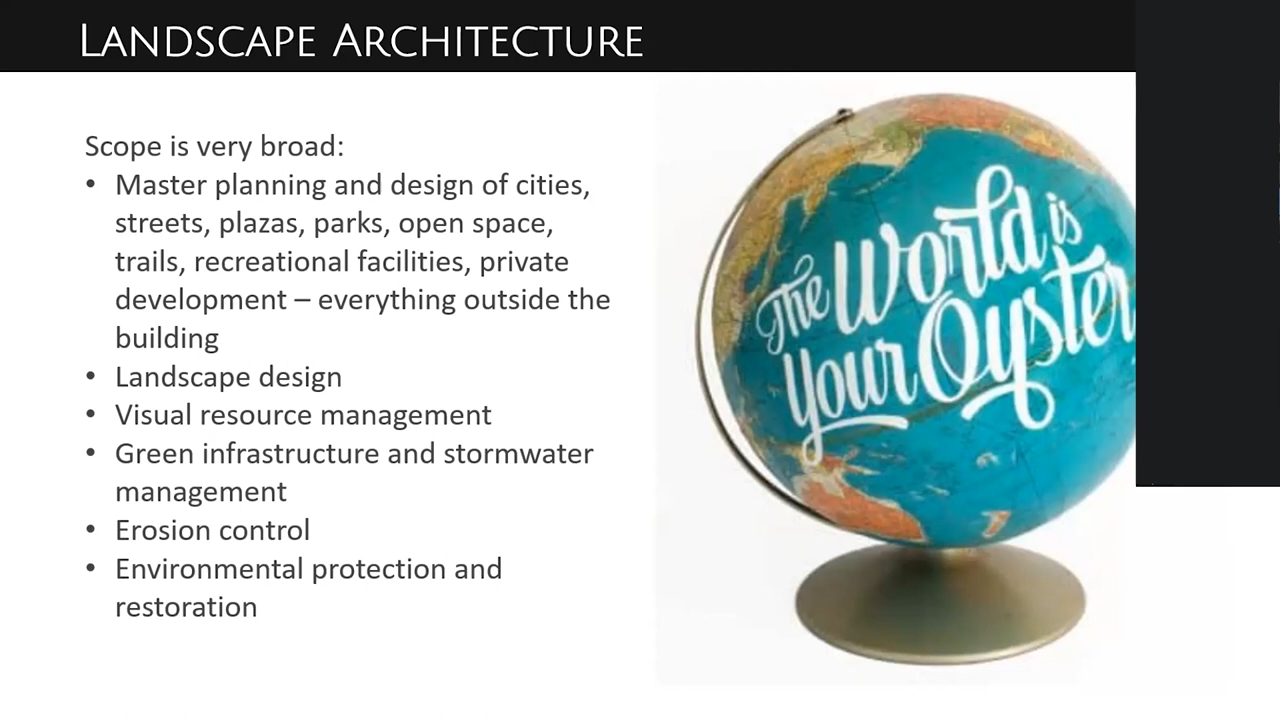 Landscape Architecture
Scope is very broad:
• Master planning and design of cities,
streets, plazas, parks, open space,
trails, recreational facilities, private
development – everything outside the
building
• Landscape design
• Visual resource management
• Green infrastructure and stormwater
management
• Erosion control
• Environmental protection and
restoration
The World is
Your Oyster